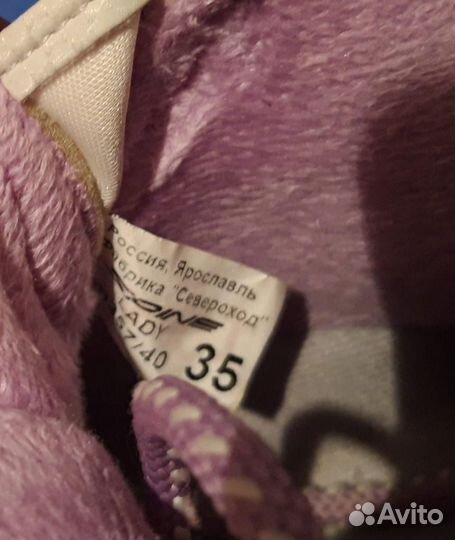 Россия, Ярославль
фабрика "Североход"
LADY
37/40 35
Avito